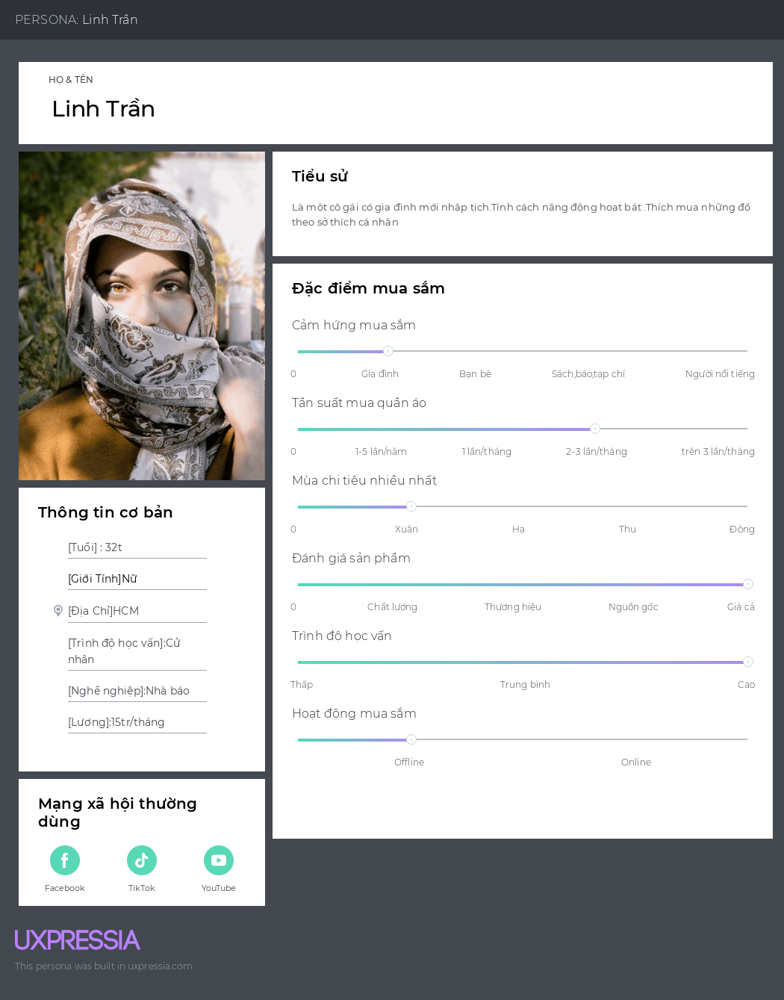 PERSONA: Linh Trần
HỌ & TÊN
Linh Trần
Tiểu sử
Là một cô gái có gia đình mới nhập tịch.Tính cách năng động hoạt bát .Thích mua những đồ
theo sở thích cá nhân
Đặc điểm mua sắm
Cảm hứng mua sắm
0 Gia đình Bạn bè Sách,báo,tạp chí Người nổi tiếng
Tần suất mua quần áo
0 1-5 lần/năm 1 lần/tháng 2-3 lần/tháng trên 3 lần/tháng
Mùa chi tiêu nhiều nhất
0 Xuân Hạ Thu Đông
Đánh giá sản phẩm
0 Chất lượng Thương hiệu Nguồn gốc Giá cả
Trình độ học vấn
Thấp Trung bình Cao
Hoạt động mua sắm
Offline Online
Thông tin cơ bản
[Tuổi] : 32t
[Giới Tính]Nữ
[Địa Chỉ]HCM
[Trình độ học vấn]:Cử
nhân
[Nghề nghiệp]:Nhà báo
[Lương]:15tr/tháng
Mạng xã hội thường
dùng
Facebook TikTok YouTube
UXPRESSIA
This persona was built in uxpressia.com